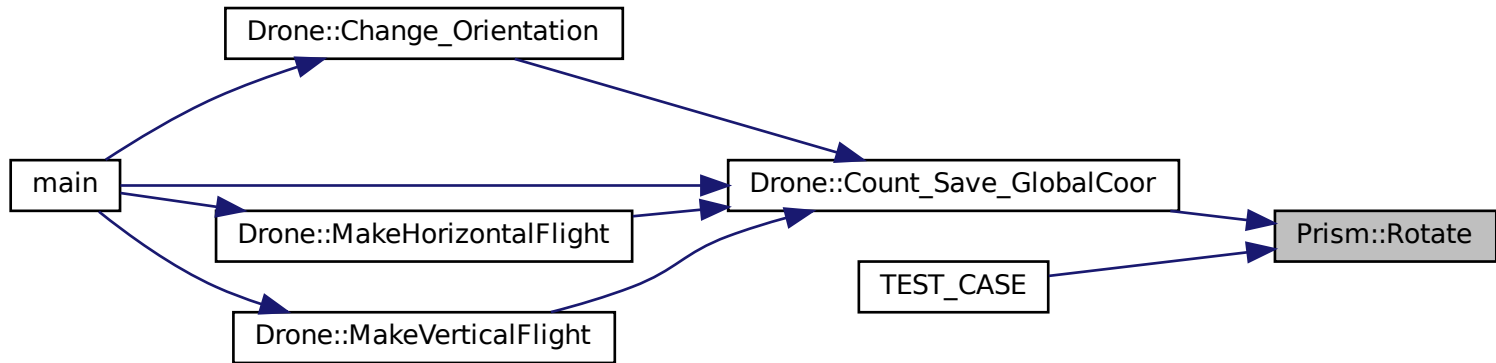 Drone::Change_Orientation
main
Drone::Count_Save_GlobalCoor
Drone::MakeHorizontalFlight
Prism::Rotate
TEST_CASE
Drone::MakeVerticalFlight